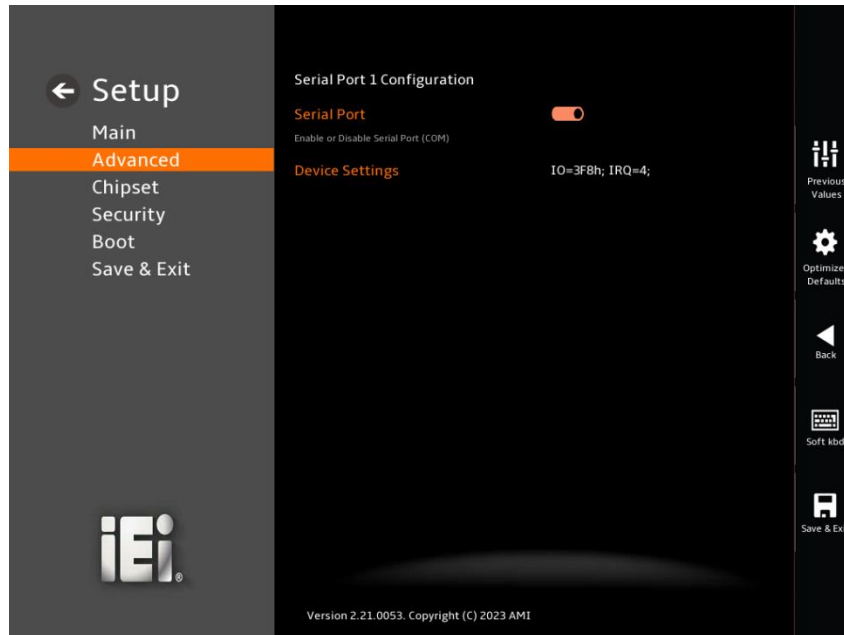 Setup
Main
Advanced
Chipset
Security
Boot
Save & Exit
iEi®
Serial Port 1 Configuration
Serial Port
Enable or Disable Serial Port (COM)
Device Settings IO=3F8h; IRQ=4;
Version 2.21.0053. Copyright (C) 2023 AMI
Previous
Values
Optimize
Defaults
Back
Soft kbd
Save & Ex